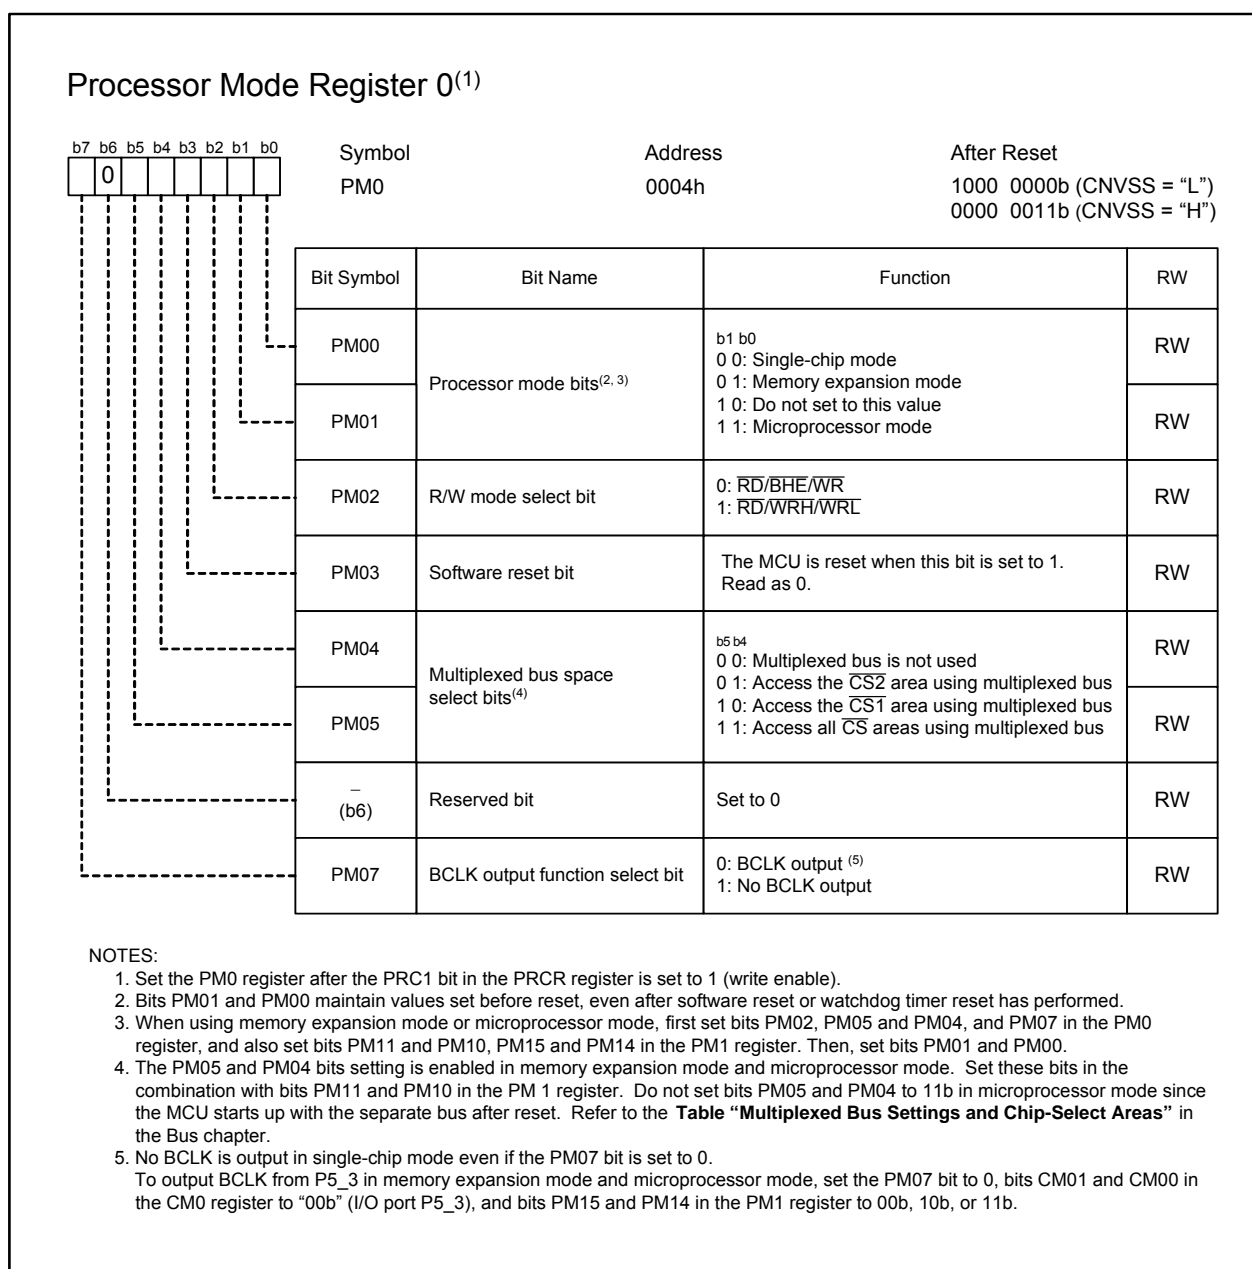 Processor Mode Register 0(1)
b7 b6 b5 b4 b3 b2 b1 b0
0
Symbol Address After Reset
PM0 0004h 1000 0000b (CNVSS = “L”)
0000 0011b (CNVSS = “H”)
Bit Symbol Bit Name Function RW
PM00 RW
Processor mode bits(2, 3)
b1 b0
0 0: Single-chip mode
0 1: Memory expansion mode
1 0: Do not set to this value
1 1: Microprocessor mode
PM01 RW
PM02 R/W mode select bit
0: RD/BHE/WR
1: RD/WRH/WRL
RW
PM03 Software reset bit
The MCU is reset when this bit is set to 1.
Read as 0.
RW
PM04 RW
Multiplexed bus space
select bits(4)
b5 b4
0 0: Multiplexed bus is not used
0 1: Access the CS2 area using multiplexed bus
1 0: Access the CS1 area using multiplexed bus
1 1: Access all CS areas using multiplexed bus
PM05 RW
–
(b6)
Reserved bit Set to 0 RW
PM07 BCLK output function select bit
0: BCLK output (5)
1: No BCLK output
RW
NOTES:
1. Set the PM0 register after the PRC1 bit in the PRCR register is set to 1 (write enable).
2. Bits PM01 and PM00 maintain values set before reset, even after software reset or watchdog timer reset has performed.
3. When using memory expansion mode or microprocessor mode, first set bits PM02, PM05 and PM04, and PM07 in the PM0
register, and also set bits PM11 and PM10, PM15 and PM14 in the PM1 register. Then, set bits PM01 and PM00.
4. The PM05 and PM04 bits setting is enabled in memory expansion mode and microprocessor mode. Set these bits in the
combination with bits PM11 and PM10 in the PM 1 register. Do not set bits PM05 and PM04 to 11b in microprocessor mode since
the MCU starts up with the separate bus after reset. Refer to the Table “Multiplexed Bus Settings and Chip-Select Areas” in
the Bus chapter.
5. No BCLK is output in single-chip mode even if the PM07 bit is set to 0.
To output BCLK from P5_3 in memory expansion mode and microprocessor mode, set the PM07 bit to 0, bits CM01 and CM00 in
the CM0 register to “00b” (I/O port P5_3), and bits PM15 and PM14 in the PM1 register to 00b, 10b, or 11b.